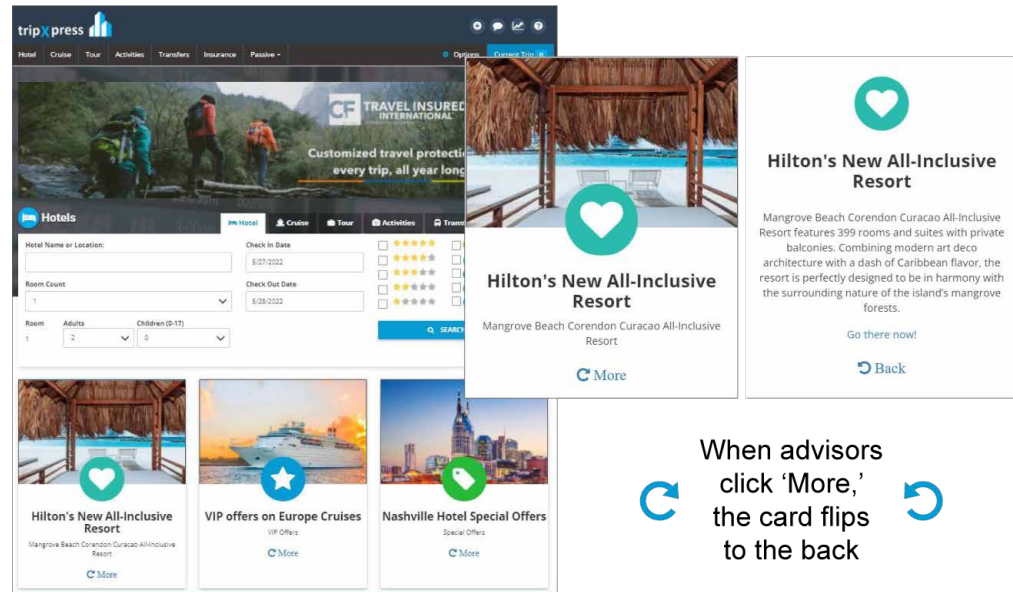 tripXpress
Hotel Cruise Tour Activities Transfers Insurance Passive Options Current Trip 0
CF TRAVEL INSURED
INTERNATIONAL
Customized travel protecti
every trip, all year long
Hotels
Hotel Cruise Tour Activities Trans
Hotel Name or Location:
Check In Date
5/27/2022
Room Count
Check Out Date
1
5/28/2022
Room Adults Children (0-17)
1 2 0
SEARCH
Hilton's New All-Inclusive
Resort
Mangrove Beach Corendon Curacao All-Inclusive
Resort
More
VIP offers on Europe Cruises
VIP Offers
More
Nashville Hotel Special Offers
Special Offers
More
Hilton's New All-Inclusive
Resort
Mangrove Beach Corendon Curacao All-Inclusive
Resort
More
Hilton's New All-Inclusive
Resort
Mangrove Beach Corendon Curacao All-Inclusive
Resort features 399 rooms and suites with private
balconies. Combining modern art deco
architecture with a dash of Caribbean flavor, the
resort is perfectly designed to be in harmony with
the surrounding nature of the island's mangrove
forests.
Go there now!
Back
When advisors
click ‘More,’
the card flips
to the back